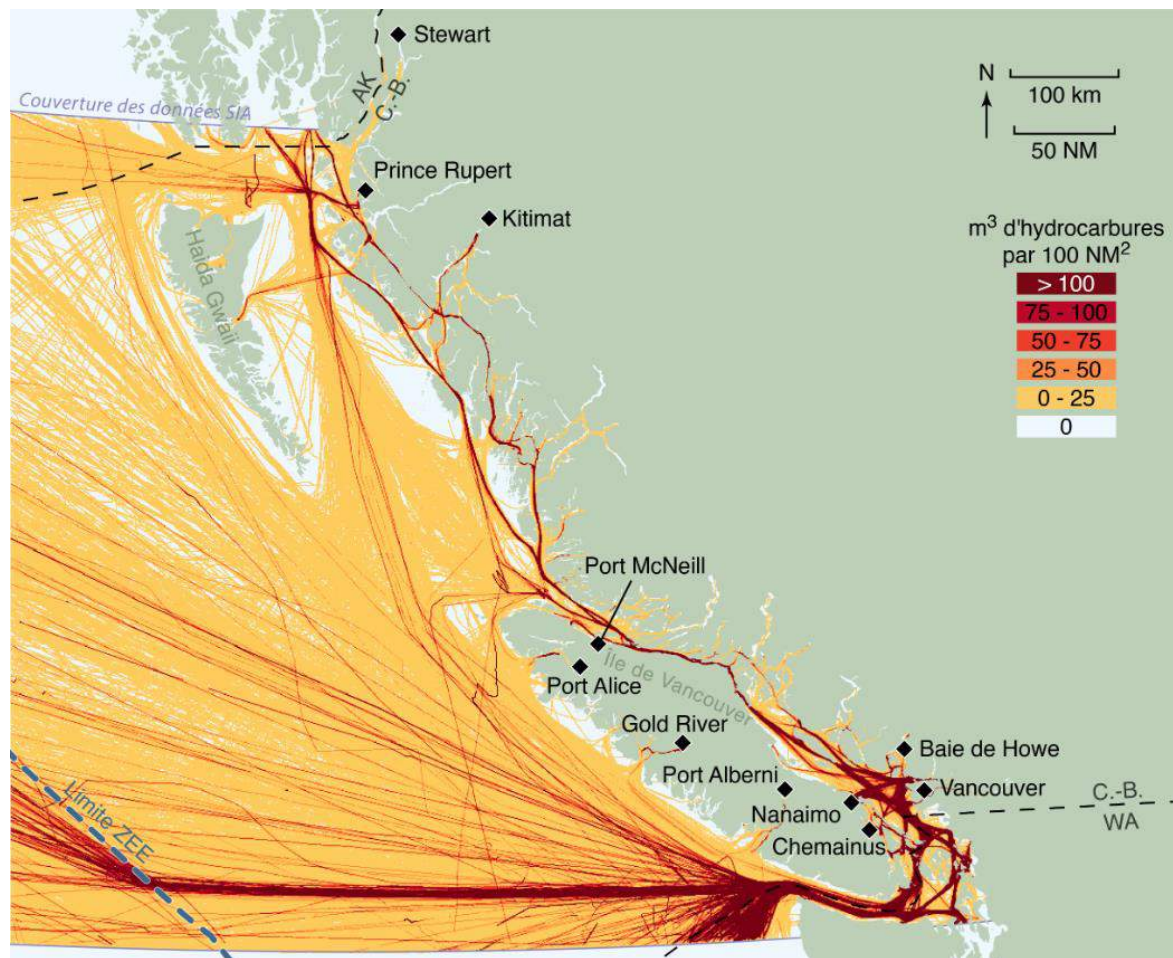 Stewart
AK
C.-B.
Couverture des données SIA
N
100 km
50 NM
Prince Rupert
Kitimat
Haida Gwaii
m³ d'hydrocarbures
par 100 NM²
> 100
75 - 100
50 - 75
25 - 50
0 - 25
0
Port McNeill
Île de Vancouver
Port Alice
Gold River
Port Alberni
Nanaimo
Chemainus
Baie de Howe
Vancouver
C.-B.
WA
Limite ZEE